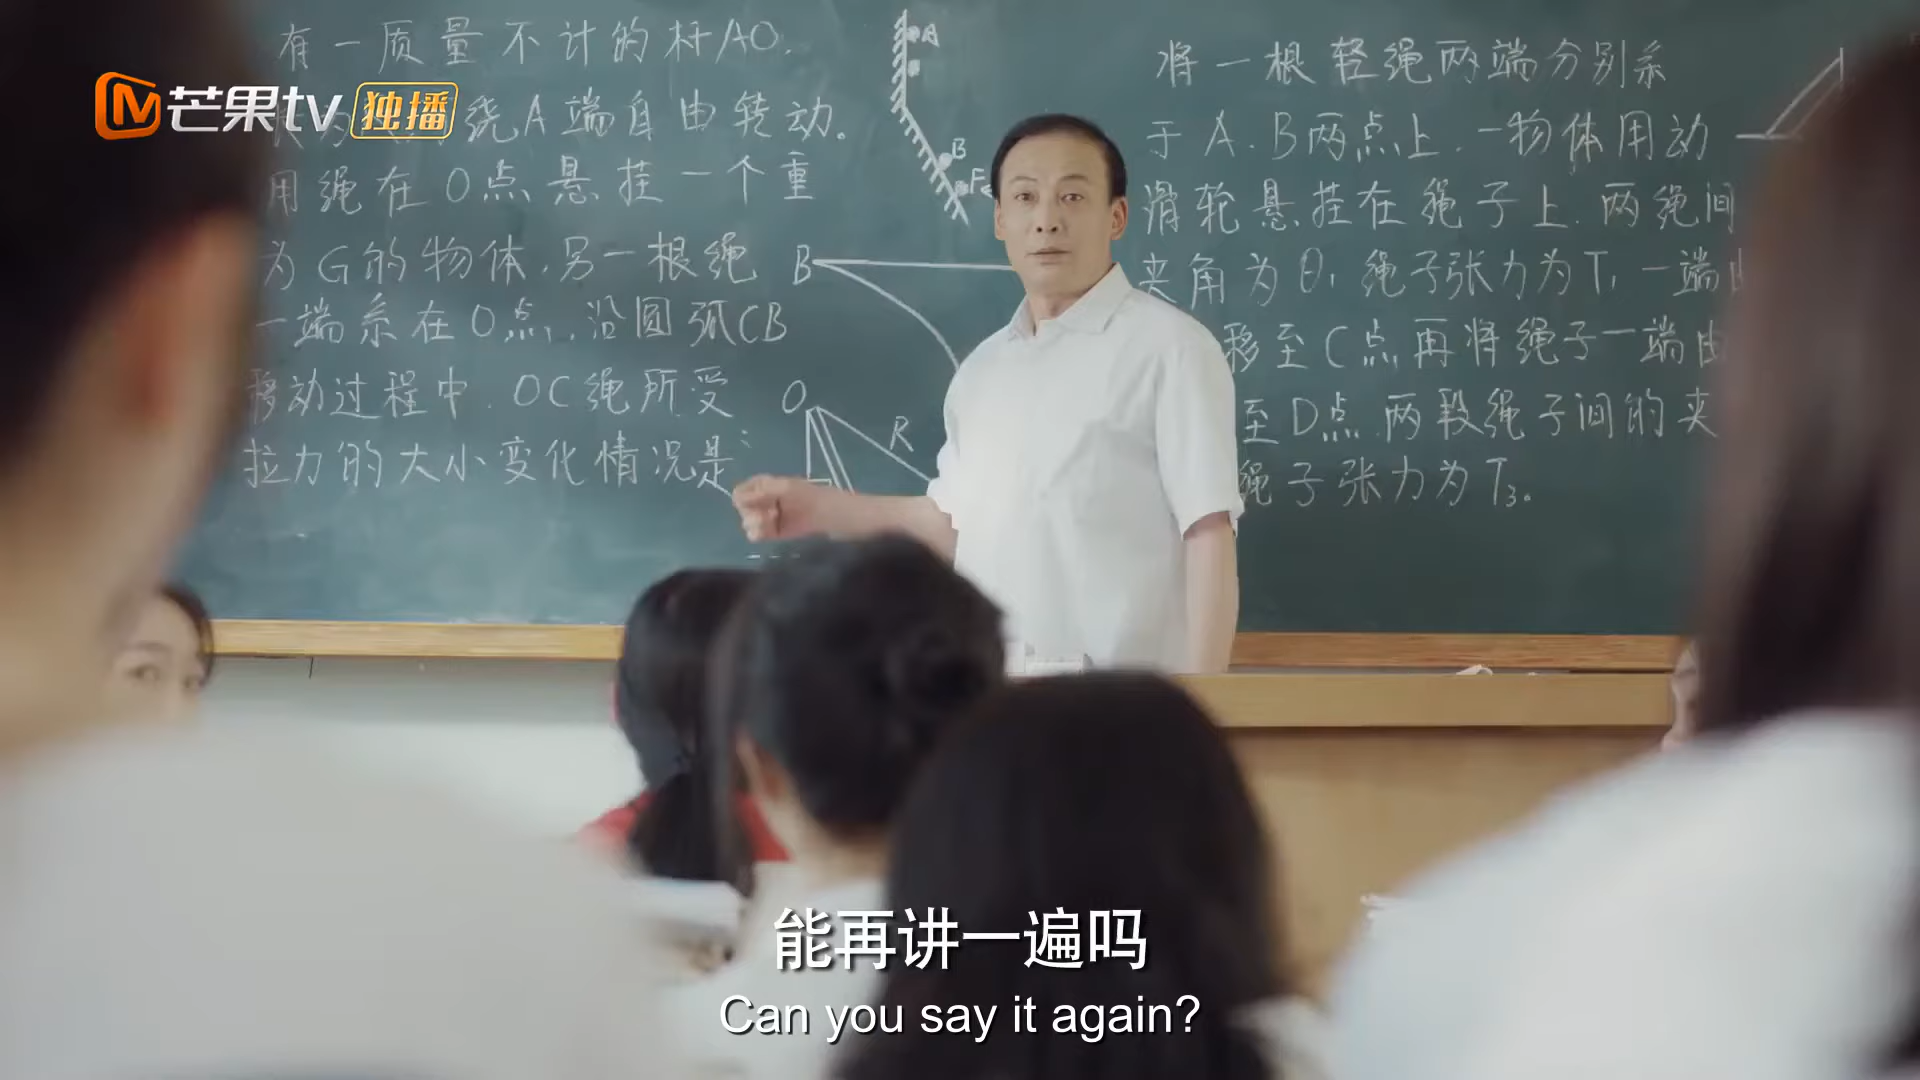 有一质量不计的杆AO.
芒果tv 独播
绕A端自由转动。
用绳在O点悬挂一个重
为G的物体.另一根绳
一端系在O点.沿圆弧CB
移动过程中.OC绳所受
拉力的大小变化情况是
A
B
F
B
O
R
将一根轻绳两端分别系
于A.B两点上.一物体用动
滑轮悬挂在绳子上.两绳间
夹角为θ₁绳子张力为T₁一端由
移至C点再将绳子一端由
至D点.两段绳子间的夹
绳子张力为T₃。
能再讲一遍吗
Can you say it again?